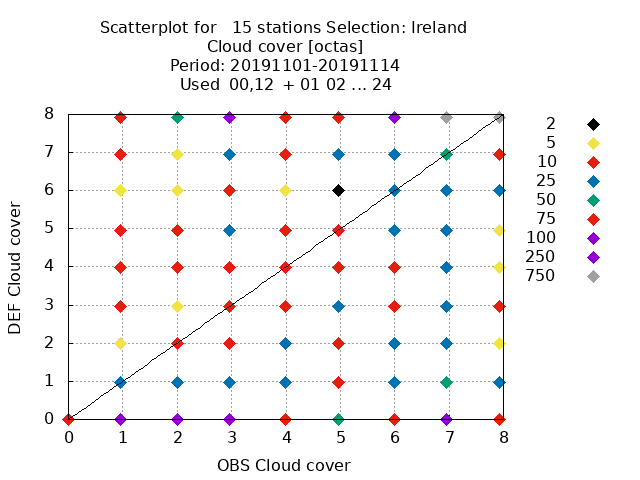 Scatterplot for   15 stations Selection: Ireland
Cloud cover [octas]
Period: 20191101-20191114
Used  00,12  + 01 02 ... 24
8
7
6
5
4
3
2
1
0
DEF Cloud cover
0 1 2 3 4 5 6 7 8
OBS Cloud cover
2
5
10
25
50
75
100
250
750